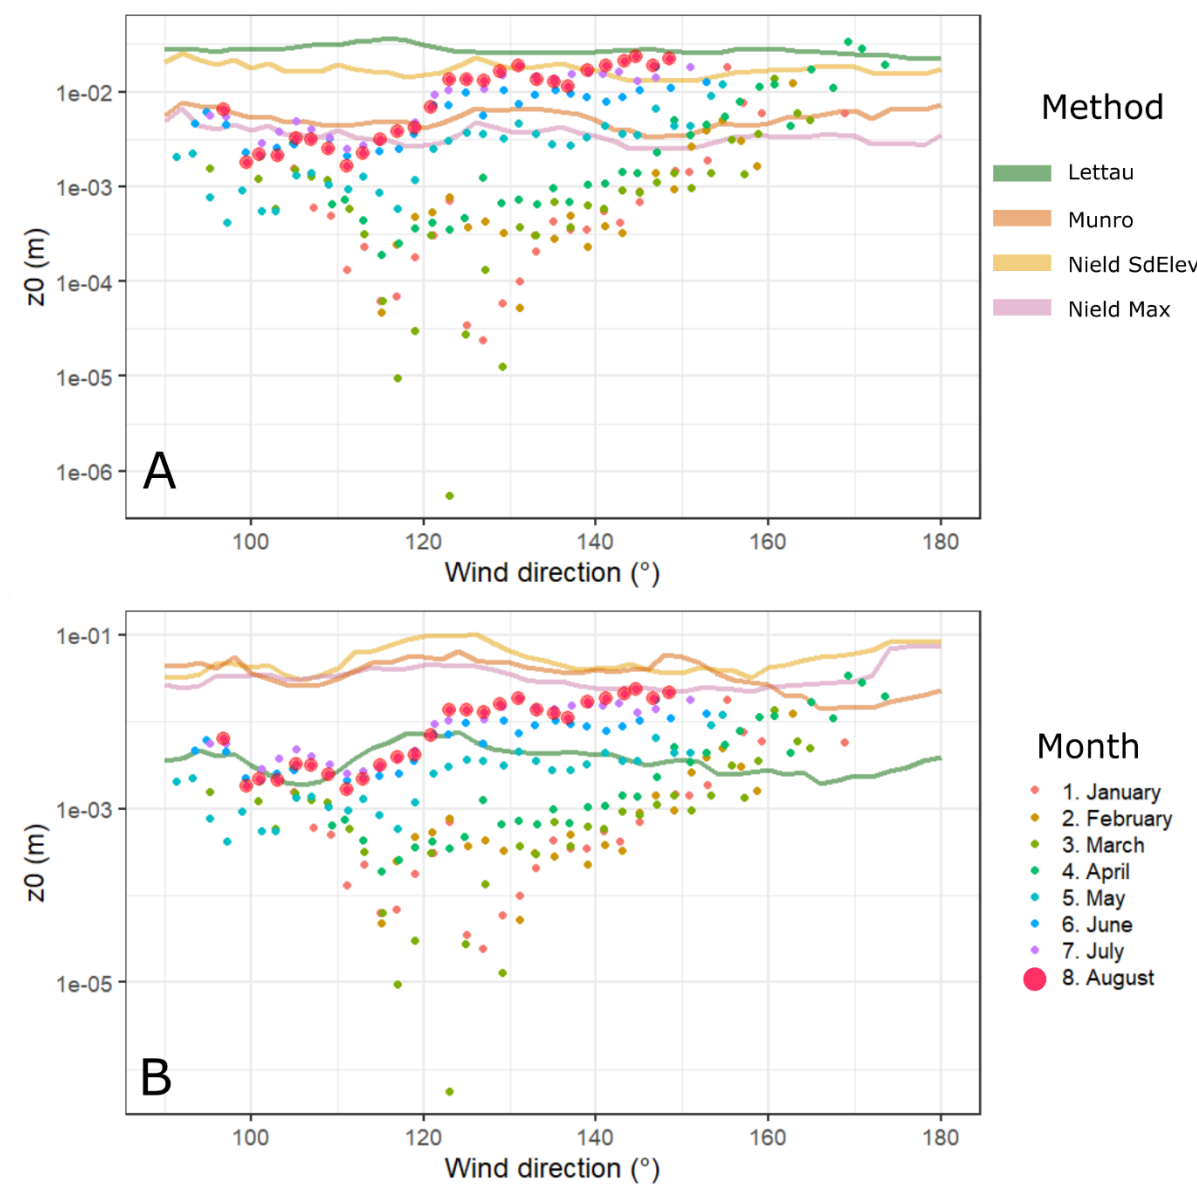 1e-02
1e-03
1e-04
1e-05
1e-06
z0 (m)
A
100 120 140 160 180
Wind direction (°)
Method
Lettau
Munro
Nield SdElev
Nield Max
1e-01
1e-03
1e-05
z0 (m)
B
100 120 140 160 180
Wind direction (°)
Month
1. January
2. February
3. March
4. April
5. May
6. June
7. July
8. August